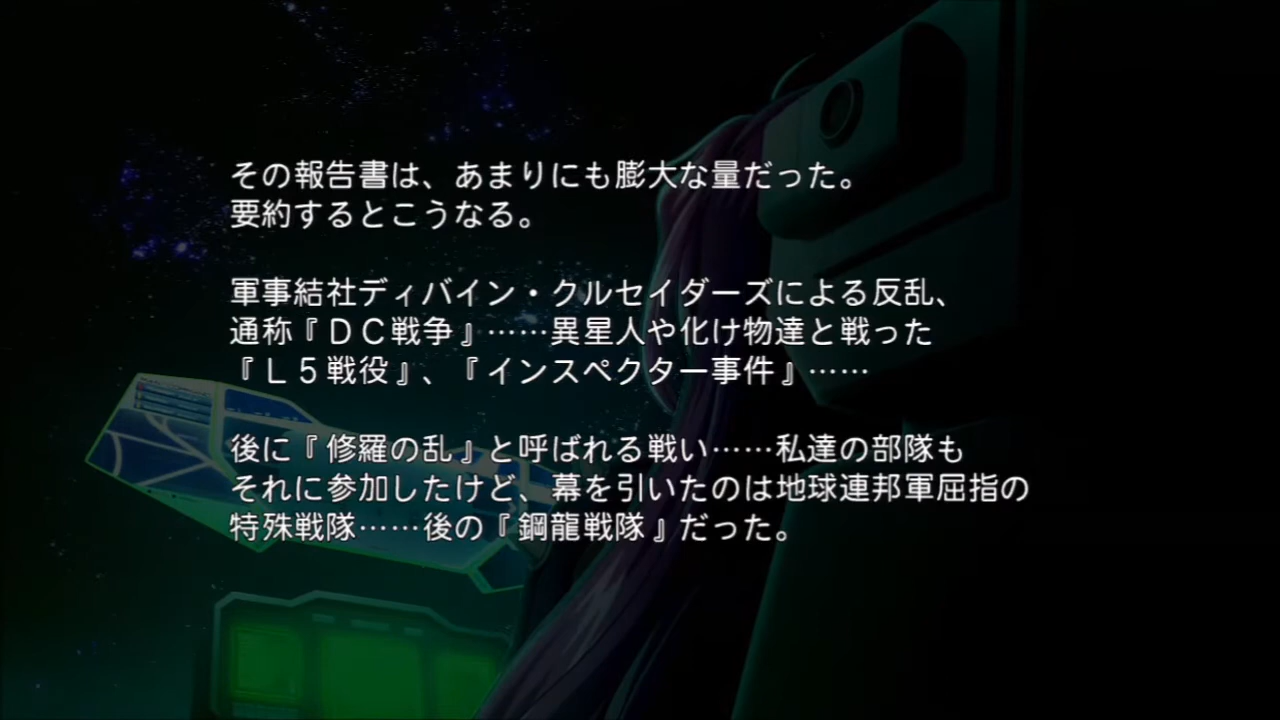 その報告書は、あまりにも膨大な量だった。
要約するとこうなる。
軍事結社ディバイン・クルセイダーズによる反乱、
通称『ＤＣ戦争』……異星人や化け物達と戦った
『Ｌ５戦役』、『インスペクター事件』……
後に『修羅の乱』と呼ばれる戦い……私達の部隊も
それに参加したけど、幕を引いたのは地球連邦軍屈指の
特殊戦隊……後の『鋼龍戦隊』だった。